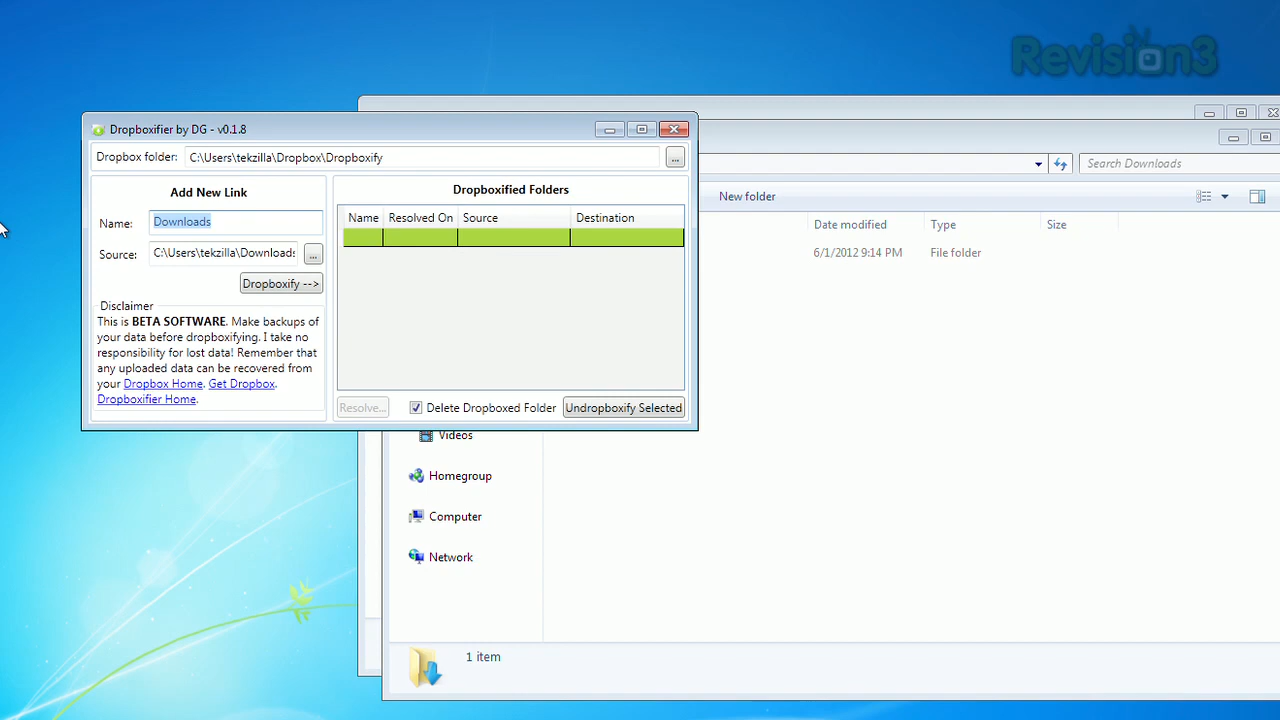 Revision3
Dropboxifier by DG - v0.1.8
Dropbox folder: C:\Users\tekzilla\Dropbox\Dropboxify ...
Add New Link
Name: Downloads
Source: C:\Users\tekzilla\Downloads ...
Dropboxify -->
Disclaimer
This is BETA SOFTWARE. Make backups of
your data before dropboxifying. I take no
responsibility for lost data! Remember that
any uploaded data can be recovered from
your Dropbox Home. Get Dropbox.
Dropboxifier Home.
Dropboxified Folders
Name Resolved On Source Destination
Resolve... Delete Dropboxed Folder Undropboxify Selected
Search Downloads
New folder
Date modified Type Size
6/1/2012 9:14 PM File folder
Videos
Homegroup
Computer
Network
1 item